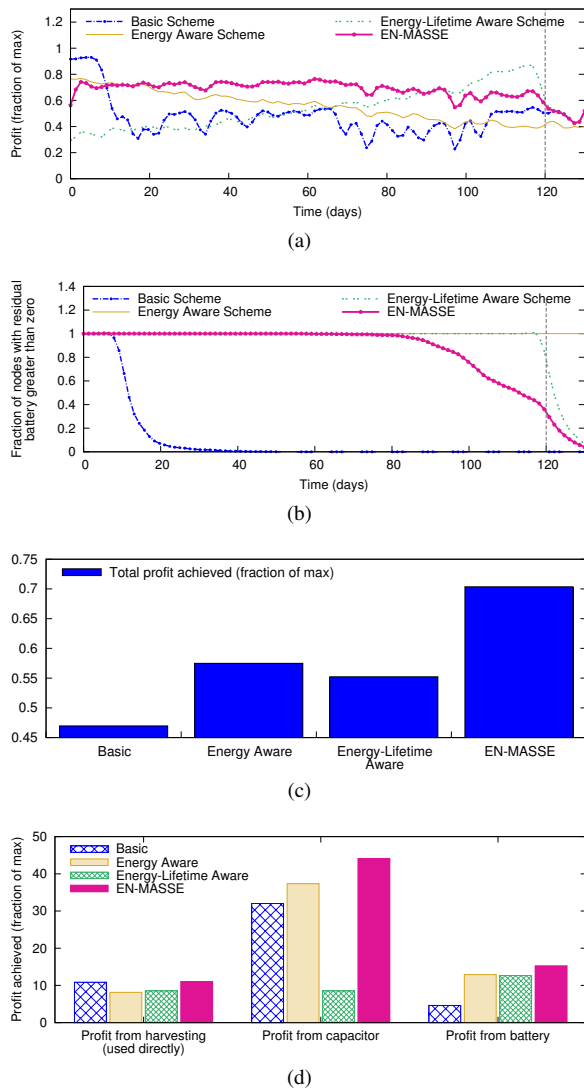 Profit (fraction of max)
1.2
1
0.8
0.6
0.4
0.2
0
Basic Scheme
Energy Aware Scheme
Energy-Lifetime Aware Scheme
EN-MASSE
0 20 40 60 80 100 120
Time (days)
(a)
Fraction of nodes with residual
battery greater than zero
1.4
1.2
1
0.8
0.6
0.4
0.2
0
Basic Scheme
Energy Aware Scheme
Energy-Lifetime Aware Scheme
EN-MASSE
0 20 40 60 80 100 120
Time (days)
(b)
0.75
0.7
0.65
0.6
0.55
0.5
0.45
Total profit achieved (fraction of max)
Basic
Energy Aware
Energy-Lifetime
Aware
EN-MASSE
(c)
Profit achieved (fraction of max)
50
40
30
20
10
0
Basic
Energy Aware
Energy-Lifetime Aware
EN-MASSE
Profit from harvesting
(used directly)
Profit from capacitor
Profit from battery
(d)